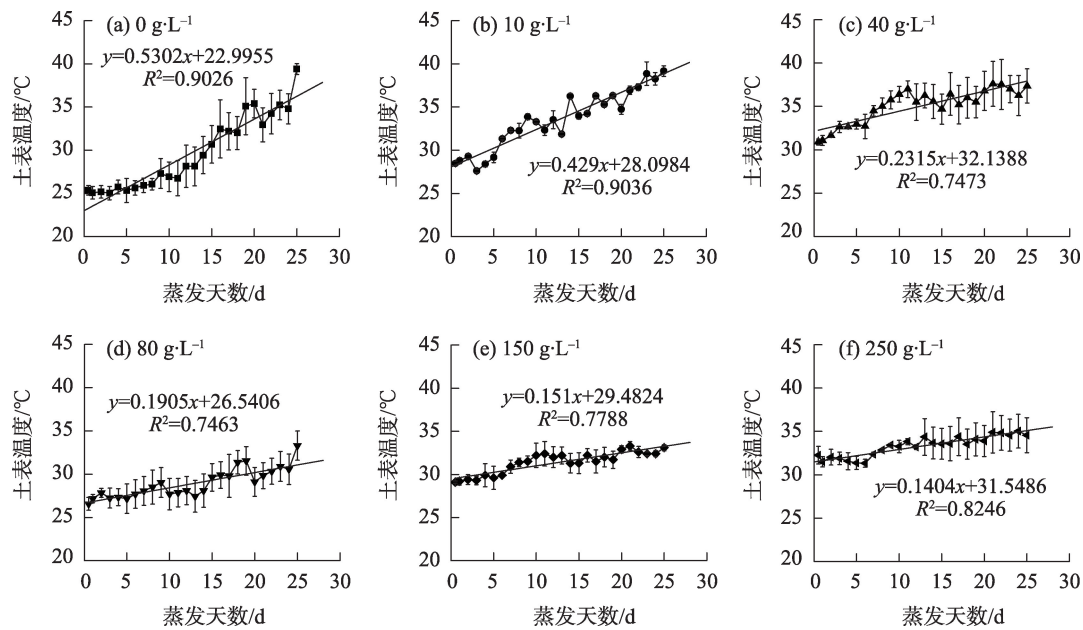 (a) 0 g·L⁻¹
y=0.5302x+22.9955
R²=0.9026
土表温度/℃
45
40
35
30
25
20
0 5 10 15 20 25 30
蒸发天数/d
(b) 10 g·L⁻¹
y=0.429x+28.0984
R²=0.9036
土表温度/℃
45
40
35
30
25
20
0 5 10 15 20 25 30
蒸发天数/d
(c) 40 g·L⁻¹
y=0.2315x+32.1388
R²=0.7473
土表温度/℃
45
40
35
30
25
20
0 5 10 15 20 25 30
蒸发天数/d
(d) 80 g·L⁻¹
y=0.1905x+26.5406
R²=0.7463
土表温度/℃
45
40
35
30
25
20
0 5 10 15 20 25 30
蒸发天数/d
(e) 150 g·L⁻¹
y=0.151x+29.4824
R²=0.7788
土表温度/℃
45
40
35
30
25
20
0 5 10 15 20 25 30
蒸发天数/d
(f) 250 g·L⁻¹
y=0.1404x+31.5486
R²=0.8246
土表温度/℃
45
40
35
30
25
20
0 5 10 15 20 25 30
蒸发天数/d